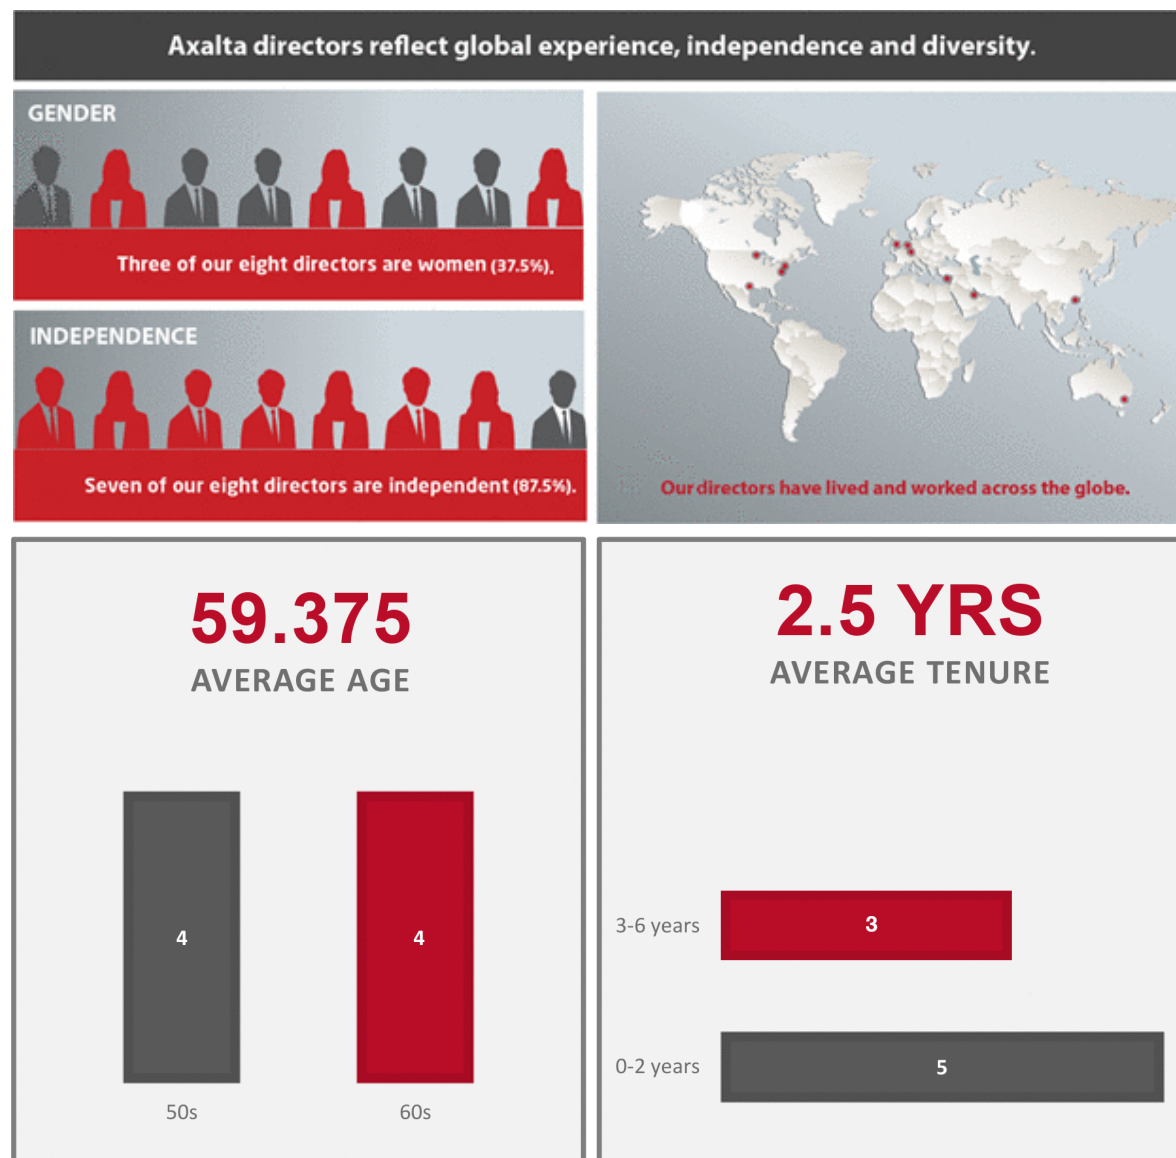 Axalta directors reflect global experience, independence and diversity.
GENDER
Three of our eight directors are women (37.5%).
INDEPENDENCE
Seven of our eight directors are independent (87.5%).
Our directors have lived and worked across the globe.
59.375
AVERAGE AGE
4
4
50s
60s
2.5 YRS
AVERAGE TENURE
3-6 years
3
0-2 years
5